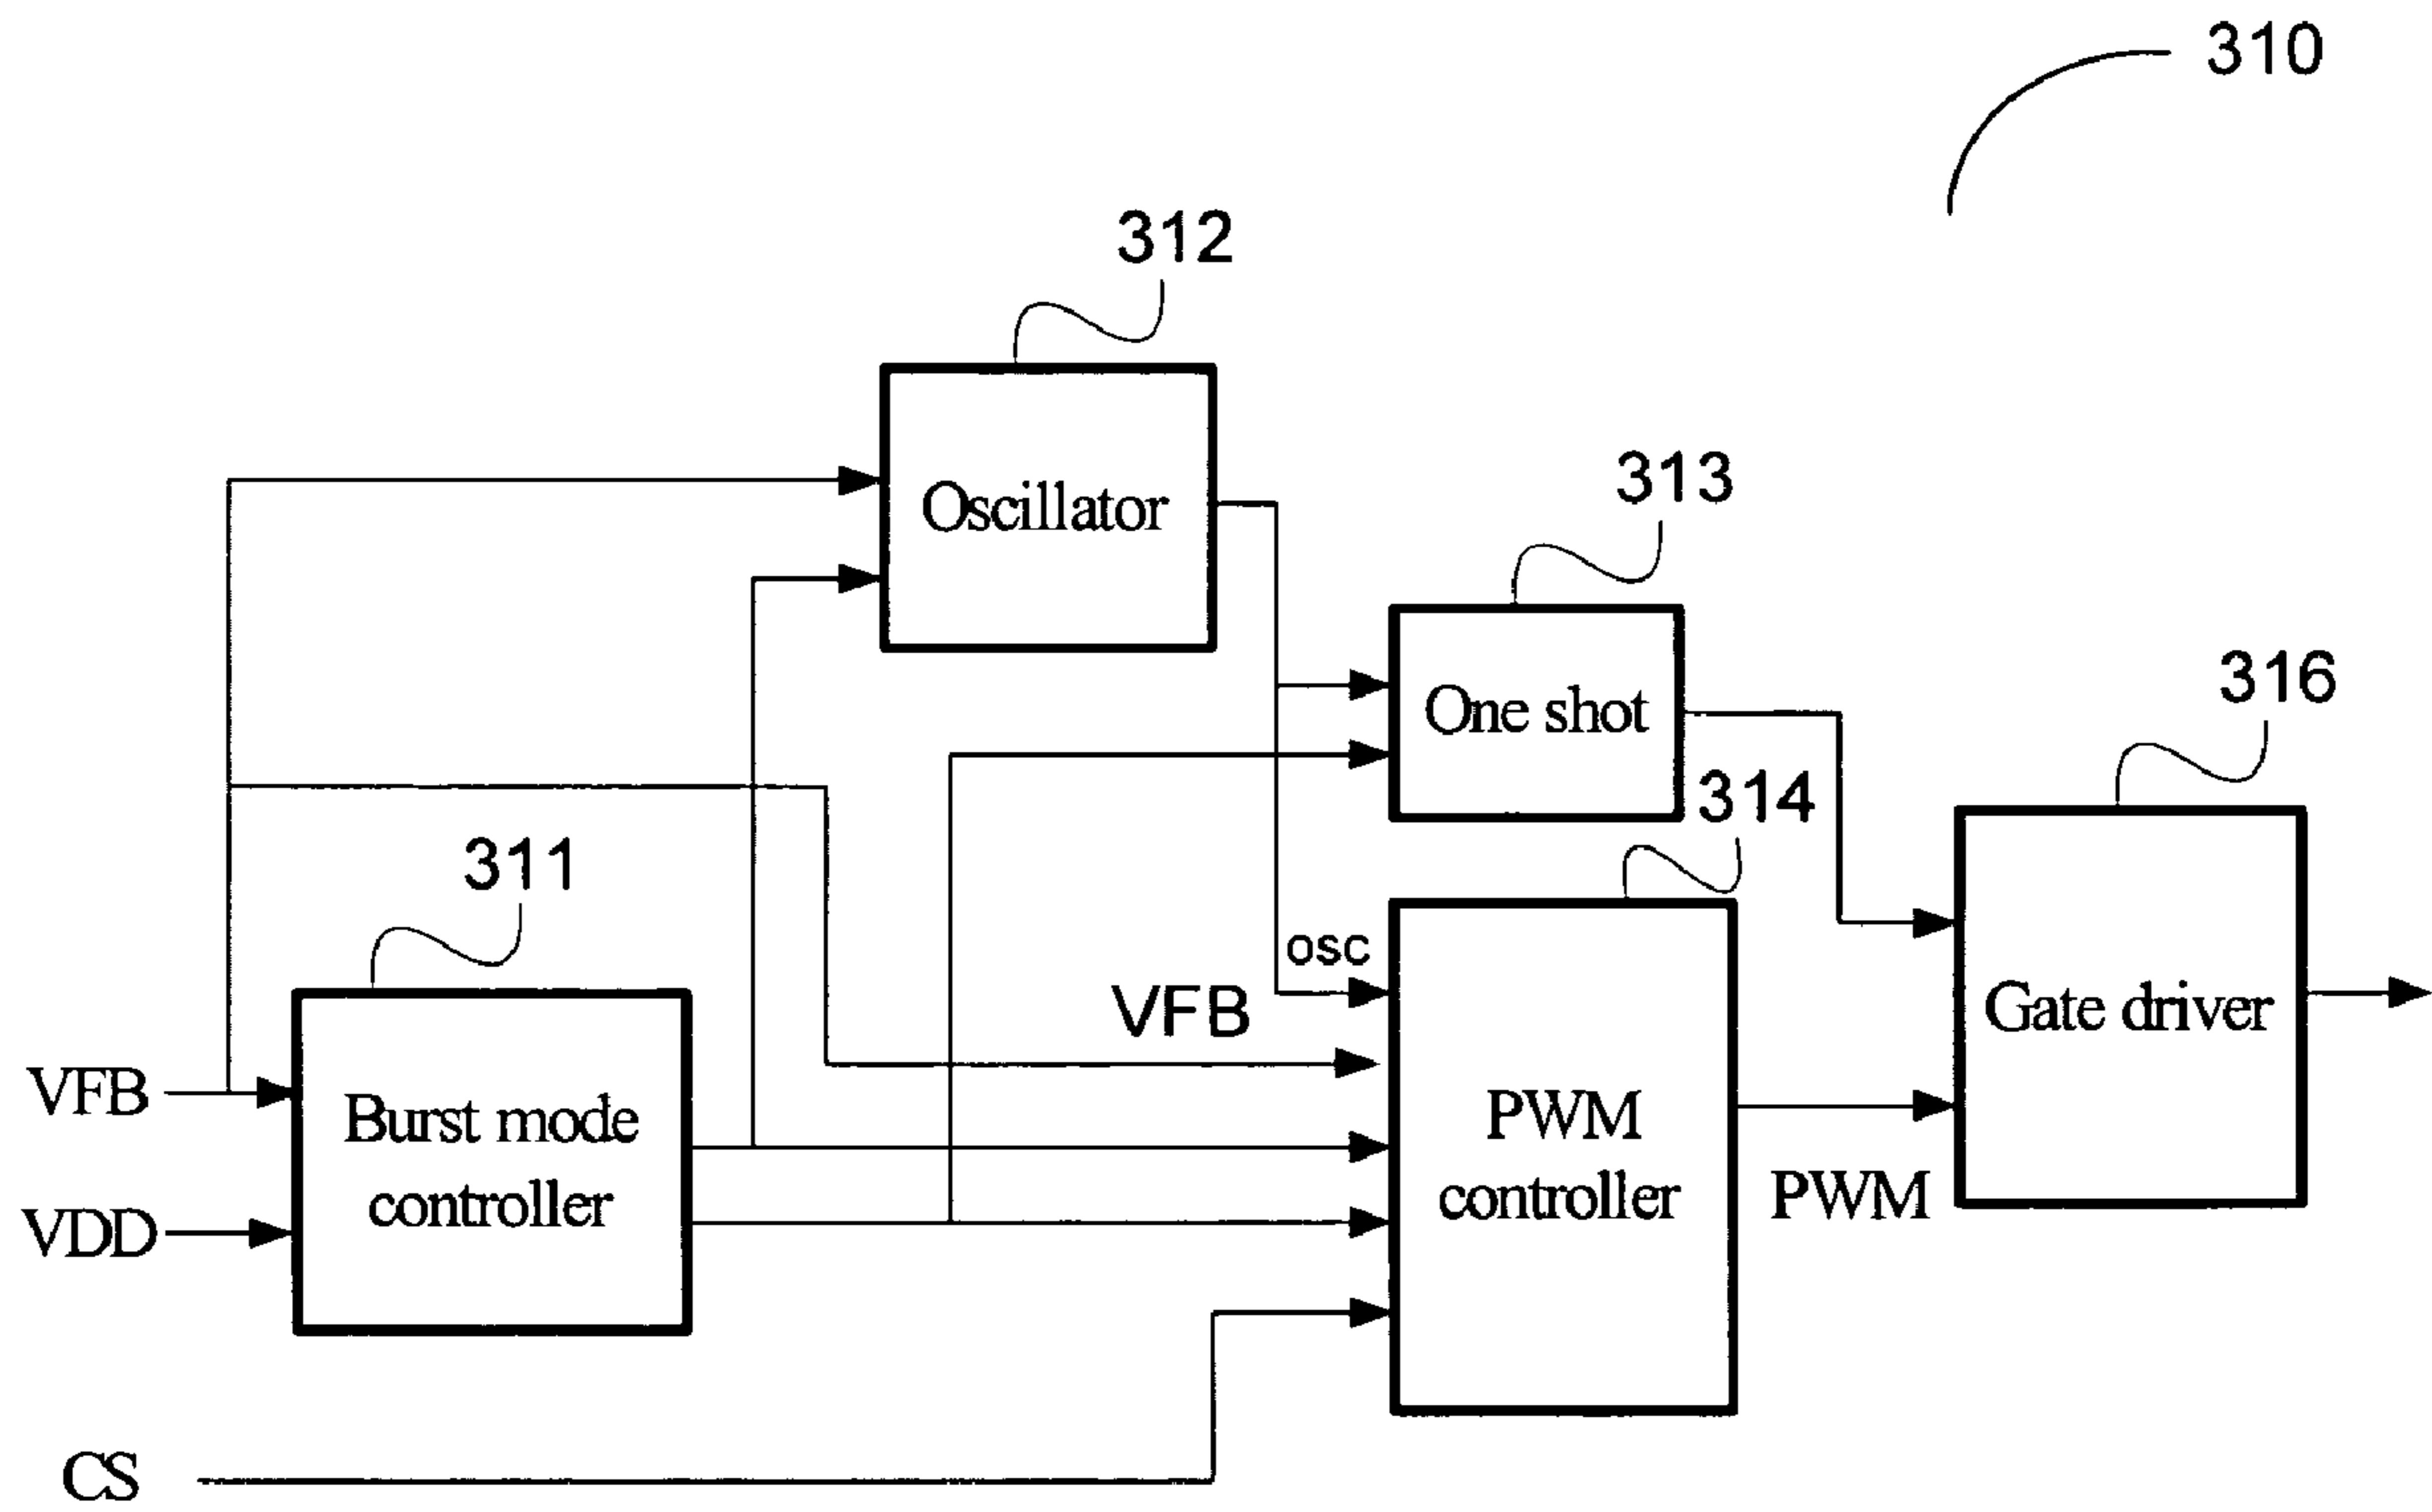 310
312
Oscillator
313
One shot
316
314
311
osc
VFB
Gate driver
VFB
Burst mode
controller
PWM
controller
PWM
VDD
CS